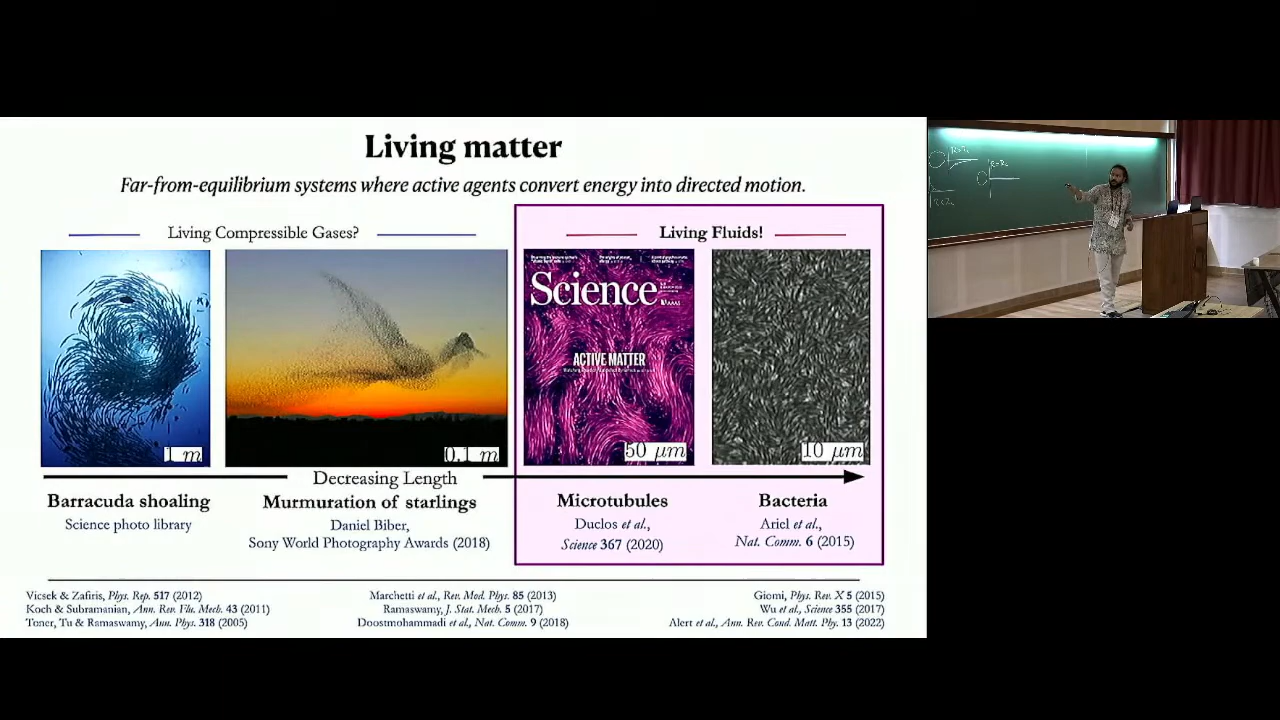 Living matter
Far-from-equilibrium systems where active agents convert energy into directed motion.
Living Compressible Gases?
Living Fluids!
Science
ACTIVE MATTER
1 m
0.1 m
50 μm
10 μm
Decreasing Length
Barracuda shoaling
Science photo library
Murmuration of starlings
Daniel Biber,
Sony World Photography Awards (2018)
Microtubules
Duclos et al.,
Science 367 (2020)
Bacteria
Ariel et al.,
Nat. Comm. 6 (2015)
Vicsek & Zafiris, Phys. Rep. 517 (2012)
Koch & Subramanian, Ann. Rev. Flu. Mech. 43 (2011)
Toner, Tu & Ramaswamy, Ann. Phys. 318 (2005)
Marchetti et al., Rev. Mod. Phys. 85 (2013)
Ramaswamy, J. Stat. Mech. 5 (2017)
Doostmohammadi et al., Nat. Comm. 9 (2018)
Giomi, Phys. Rev. X 5 (2015)
Wu et al., Science 355 (2017)
Alert et al., Ann. Rev. Cond. Matt. Phy. 13 (2022)